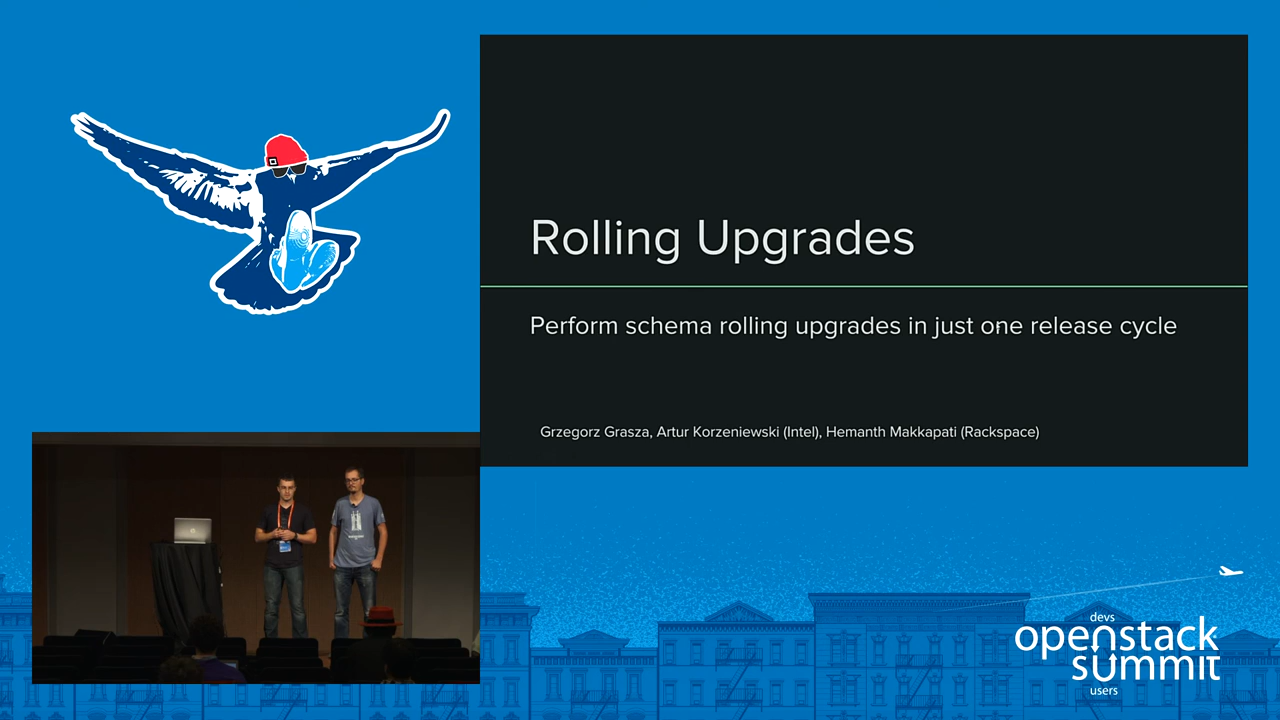 Rolling Upgrades
Perform schema rolling upgrades in just one release cycle
Grzegorz Grasza, Artur Korzeniewski (Intel), Hemanth Makkapati (Rackspace)
devs
openstack
summit
users